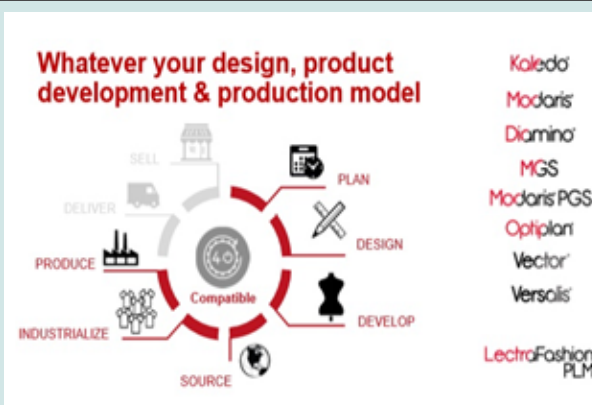 Whatever your design, product
development & production model
SELL
PLAN
DELIVER
DESIGN
PRODUCE
4.0
Compatible
DEVELOP
INDUSTRIALIZE
SOURCE
Kaledo
Modaris
Diamino
MGS
Modaris PGS
Optiplan
Vector
Versalis
LectraFashion
PLM